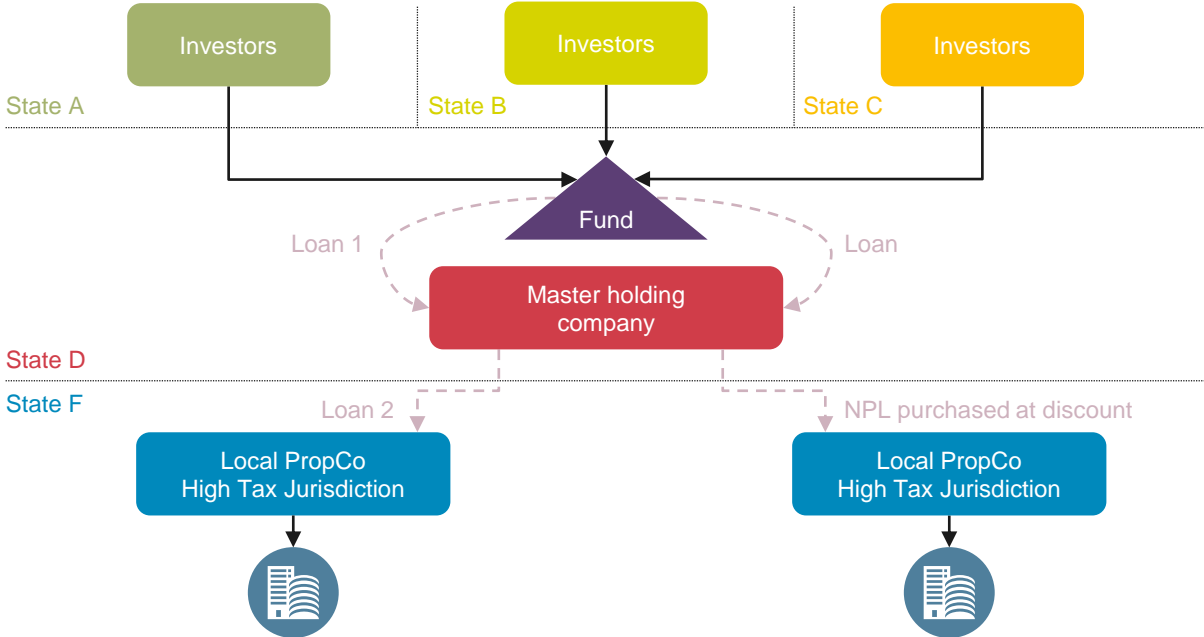 Investors
Investors
Investors
State A
State B
State C
Fund
Loan 1
Loan
Master holding
company
State D
State F
Loan 2
NPL purchased at discount
Local PropCo
High Tax Jurisdiction
Local PropCo
High Tax Jurisdiction